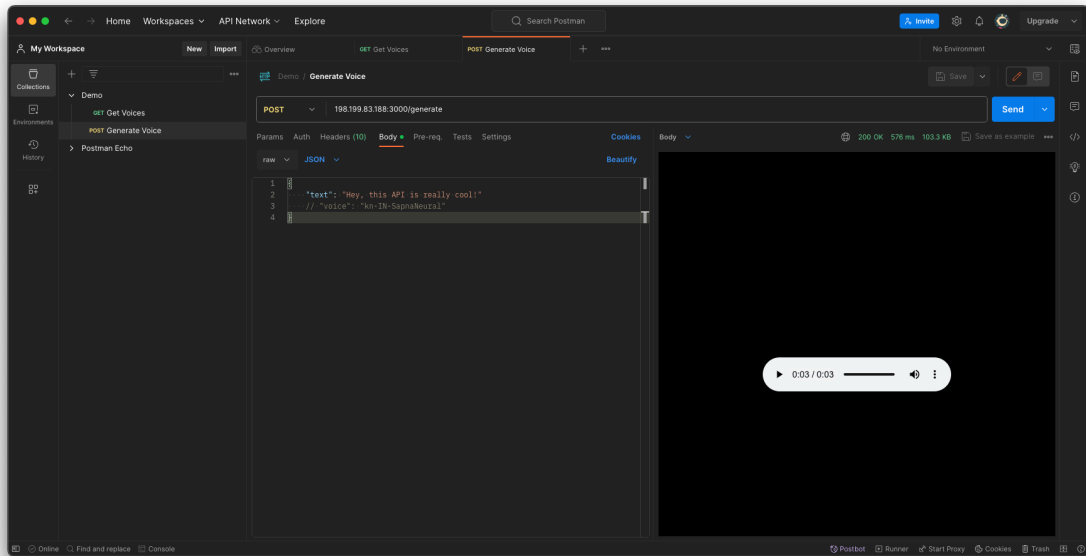 Home Workspaces API Network Explore Search Postman Invite Upgrade
My Workspace New Import Overview GET Get Voices POST Generate Voice No Environment
Collections
Environments
History
Demo
GET Get Voices
POST Generate Voice
Postman Echo
Demo / Generate Voice Save
POST 198.199.83.188:3000/generate Send
Params Auth Headers (10) Body Pre-req. Tests Settings Cookies
raw JSON Beautify
1 {
2 "text": "Hey, this API is really cool!"
3 // "voice": "kn-IN-SapnaNeural"
4 }
Body 200 OK 576 ms 103.3 KB Save as example
0:03 / 0:03
Online Find and replace Console Postbot Runner Start Proxy Cookies Trash